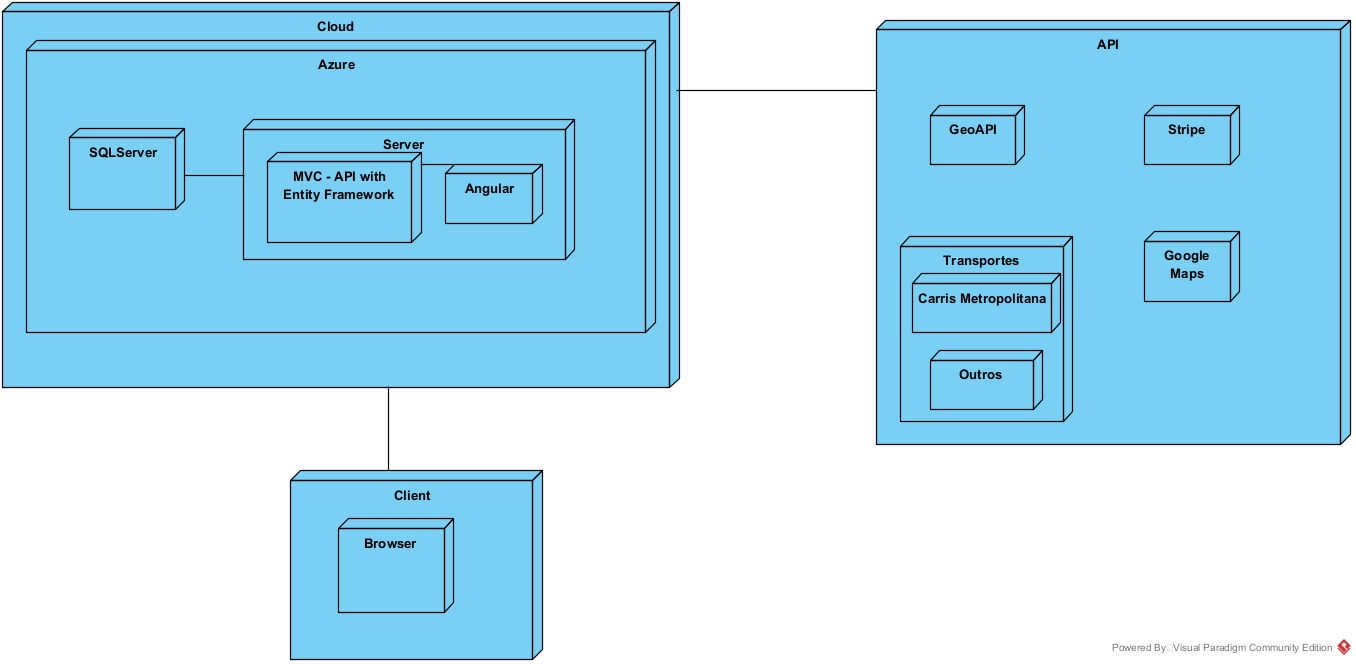 Cloud
Azure
SQLServer
Server
MVC - API with
Entity Framework
Angular
API
GeoAPI
Stripe
Transportes
Carris Metropolitana
Outros
Google
Maps
Client
Browser
Powered By Visual Paradigm Community Edition